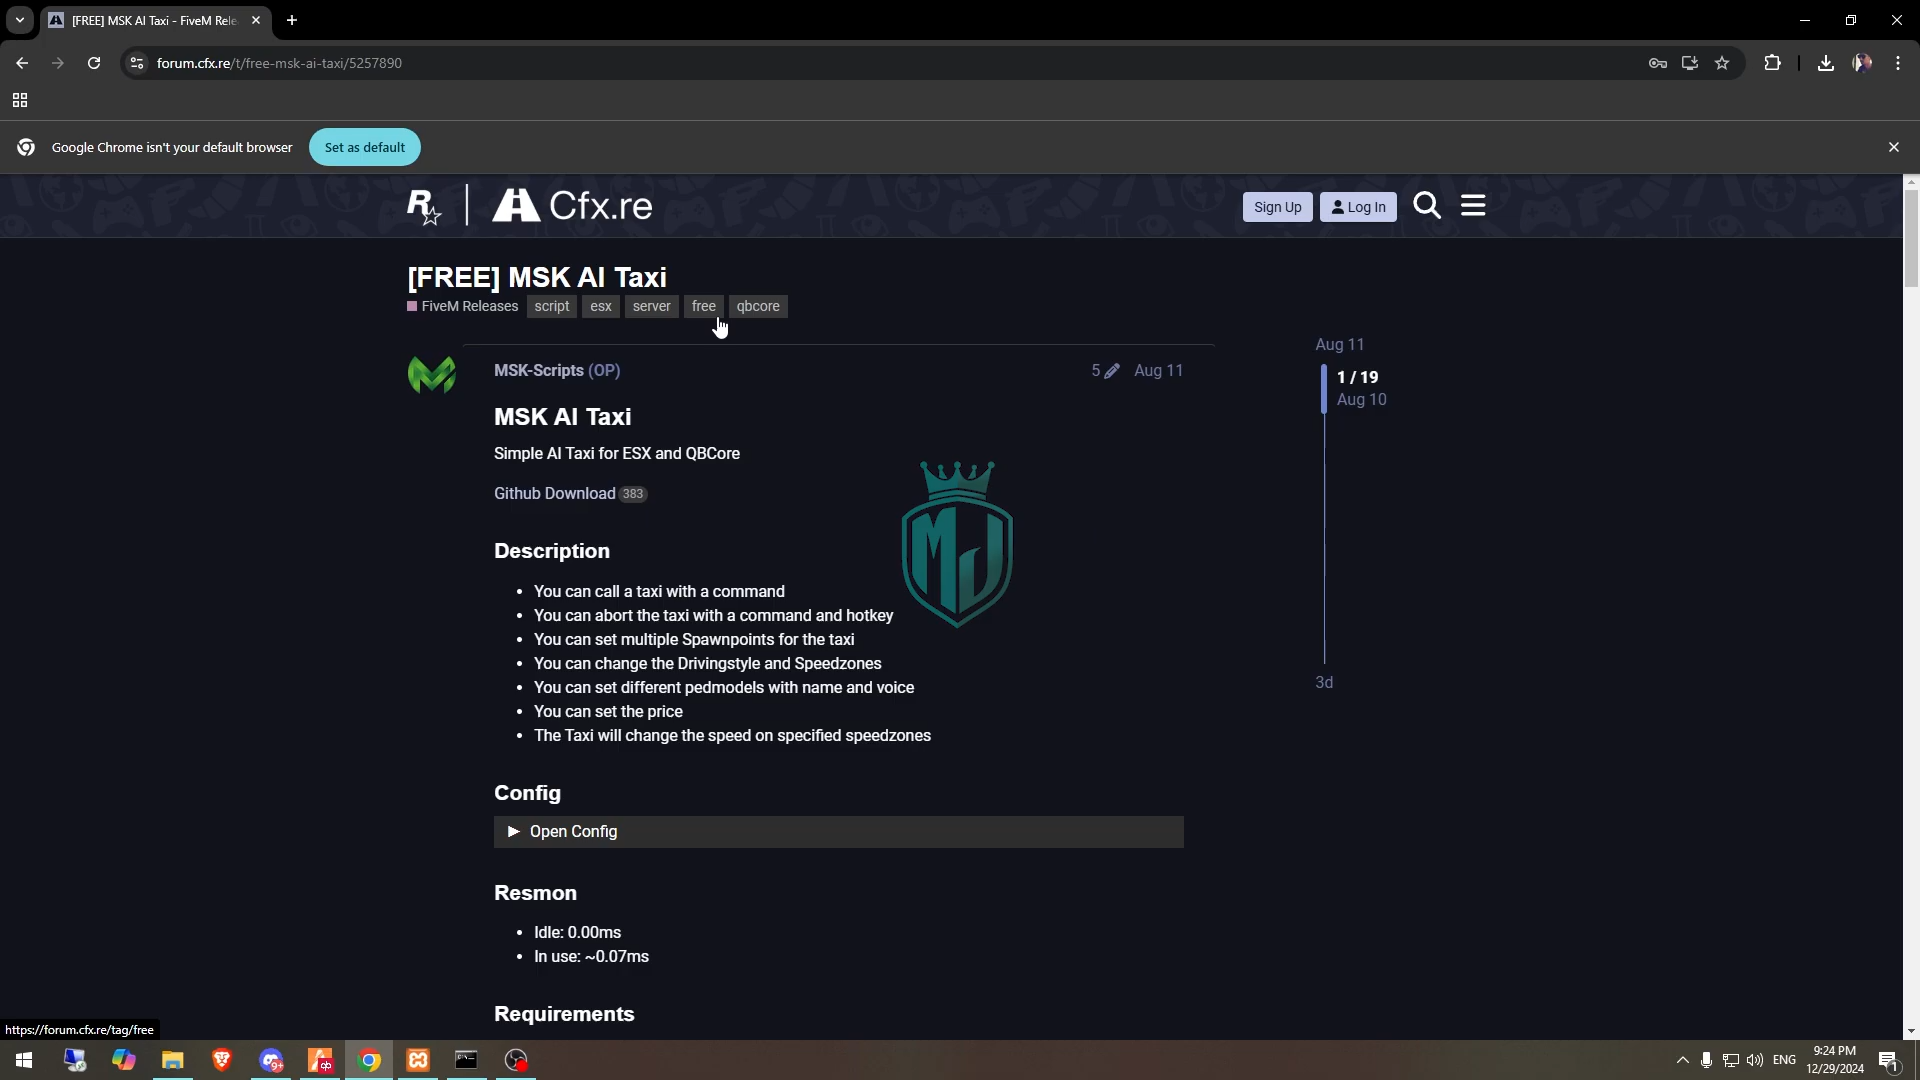 [FREE] MSK AI Taxi - FiveM Rele
forum.cfx.re/t/free-msk-ai-taxi/5257890
Google Chrome isn't your default browser
Set as default
R | Cfx.re
Sign Up
Log In
[FREE] MSK AI Taxi
FiveM Releases script esx server free qbcore
MSK-Scripts (OP)
5 Aug 11
Aug 11
1 / 19
Aug 10
3d
MSK AI Taxi
Simple AI Taxi for ESX and QBCore
Github Download 383
MJ
Description
• You can call a taxi with a command
• You can abort the taxi with a command and hotkey
• You can set multiple Spawnpoints for the taxi
• You can change the Drivingstyle and Speedzones
• You can set different pedmodels with name and voice
• You can set the price
• The Taxi will change the speed on specified speedzones
Config
▶ Open Config
Resmon
• Idle: 0.00ms
• In use: ~0.07ms
Requirements
https://forum.cfx.re/tag/free
9+
qb
ENG
9:24 PM
12/29/2024
1